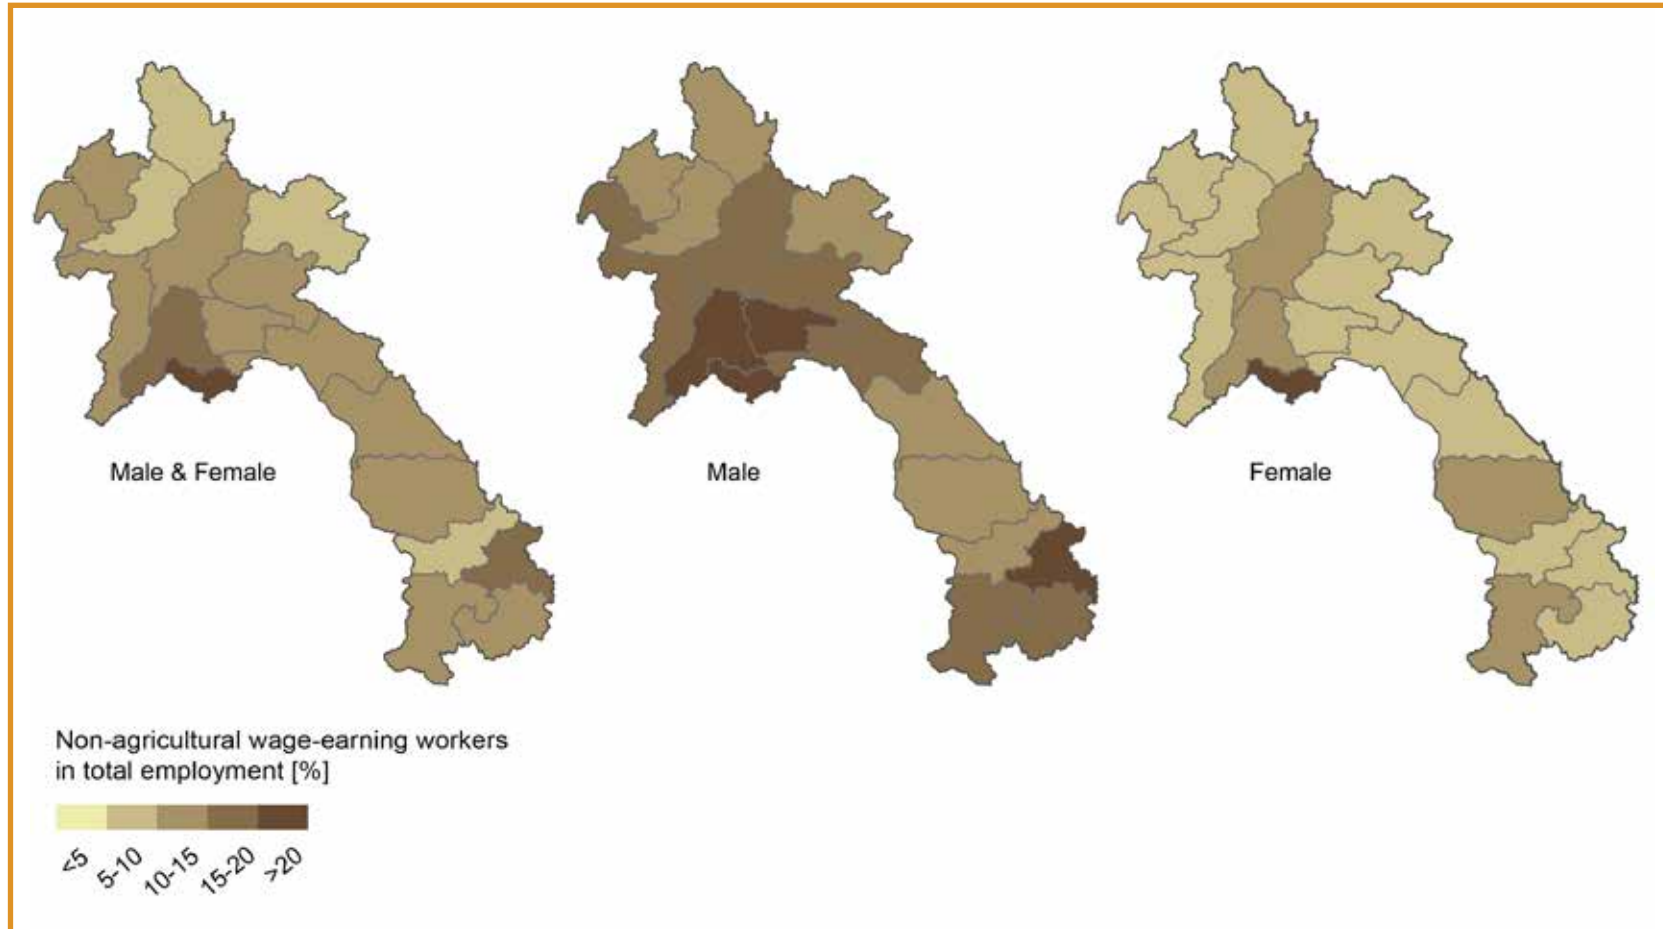 Male & Female
Male
Female
Non-agricultural wage-earning workers
in total employment [%]
<5
5-10
10-15
15-20
>20